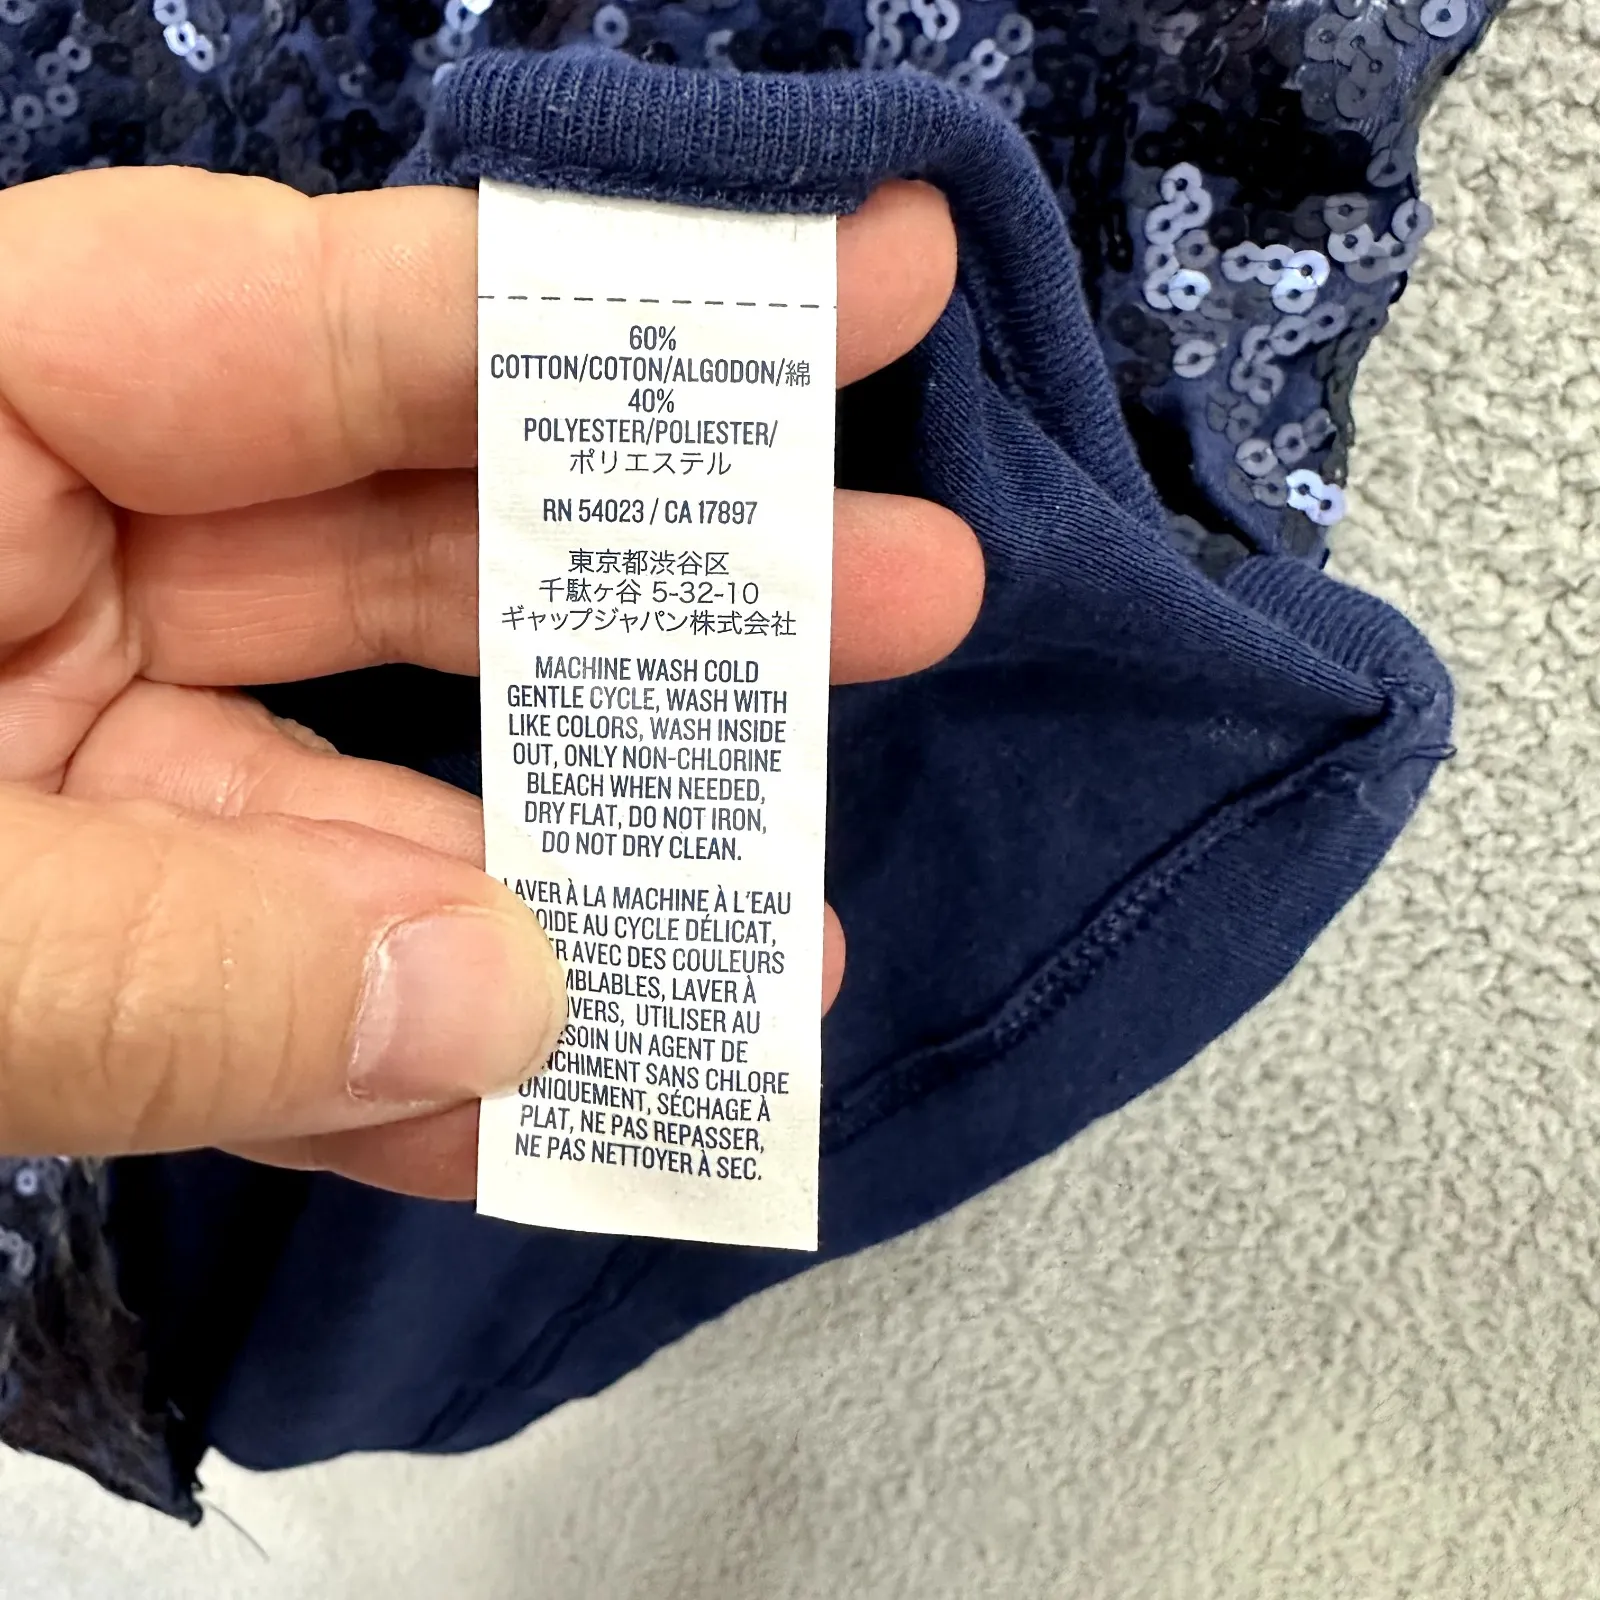 60%
COTTON/COTON/ALGODON/綿
40%
POLYESTER/POLIESTER/
ポリエステル
RN 54023 / CA 17897
東京都渋谷区
千駄ヶ谷 5-32-10
ギャップジャパン株式会社
MACHINE WASH COLD
GENTLE CYCLE, WASH WITH
LIKE COLORS, WASH INSIDE
OUT, ONLY NON-CHLORINE
BLEACH WHEN NEEDED,
DRY FLAT, DO NOT IRON,
DO NOT DRY CLEAN.
LAVER À LA MACHINE À L'EAU
AU CYCLE DÉLICAT,
AVEC DES COULEURS
LAVER À
UTILISER AU
UN AGENT DE
SANS CHLORE
UNIQUEMENT, SÉCHAGE À
PLAT, NE PAS REPASSER,
NE PAS NETTOYER À SEC.